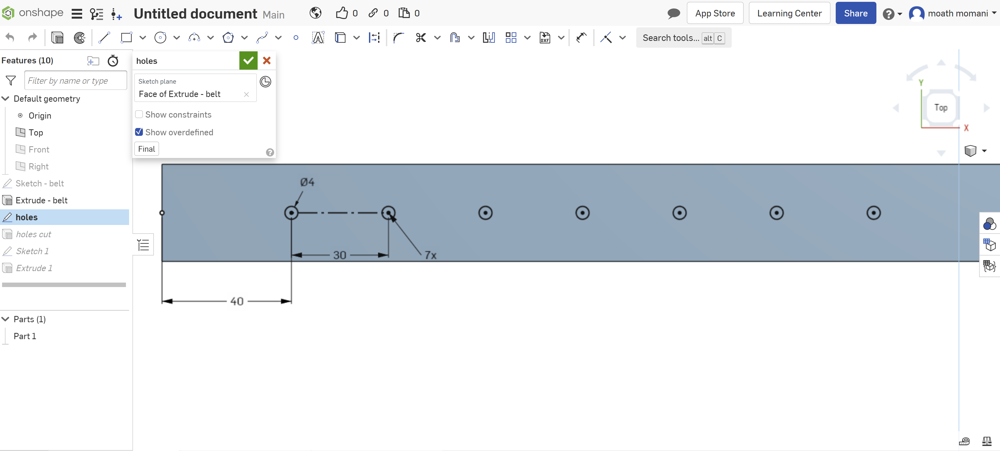 onshape Untitled document Main 0 0 0 App Store Learning Center Share moath momani
DXF Search tools... alt C
Features (10)
Filter by name or type
Default geometry
Origin
Top
Front
Right
Sketch - belt
Extrude - belt
holes
holes cut
Sketch 1
Extrude 1
Parts (1)
Part 1
holes
Sketch plane
Face of Extrude - belt
Show constraints
Show overdefined
Final
Y
Top
X
Ø4
30
7x
40